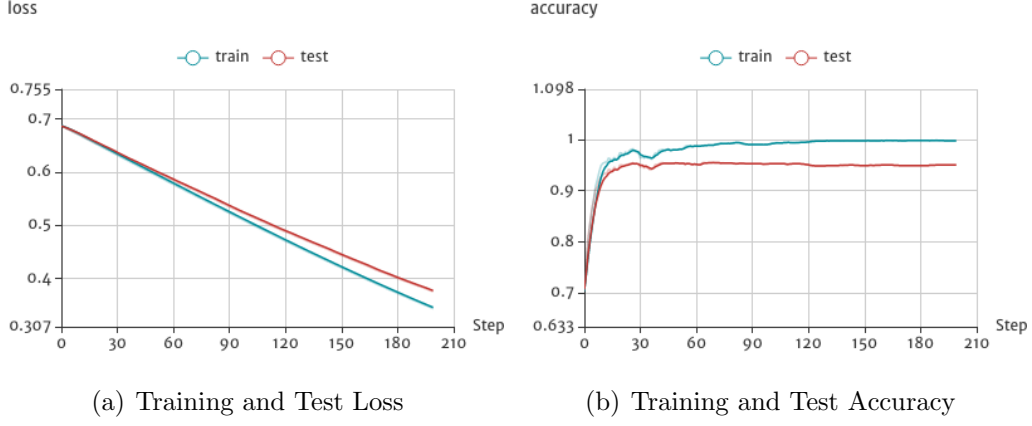 loss
train test
0.755
0.7
0.6
0.5
0.4
0.307
0 30 60 90 120 150 180 210
Step
(a) Training and Test Loss
accuracy
train test
1.098
1
0.9
0.8
0.7
0.633
0 30 60 90 120 150 180 210
Step
(b) Training and Test Accuracy